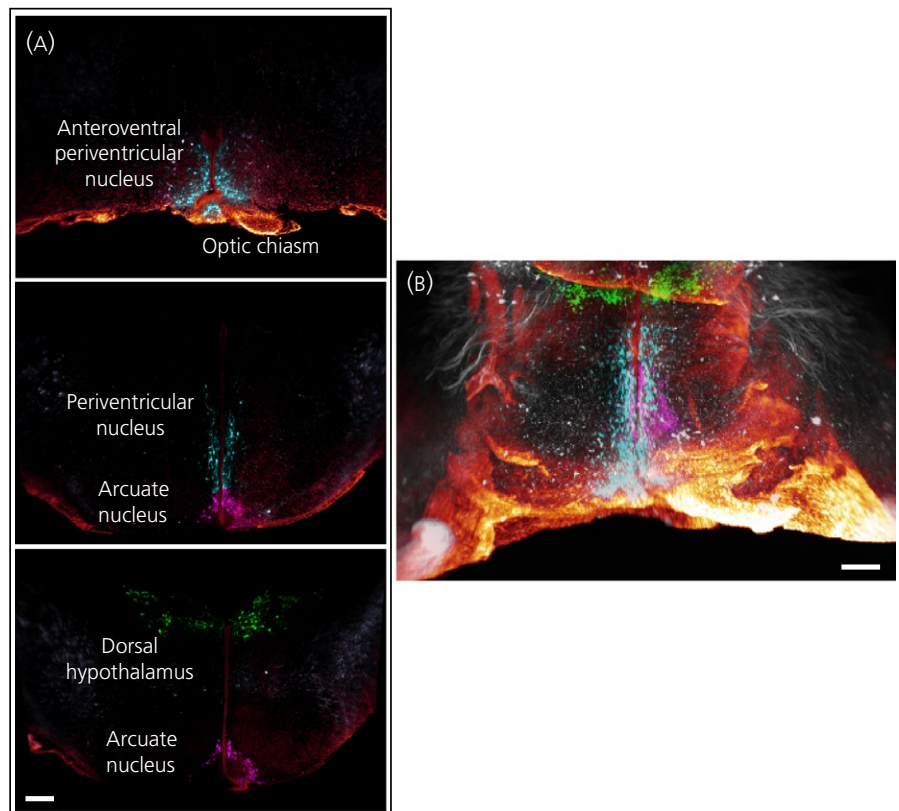 (A)
Anteroventral
periventricular
nucleus
Optic chiasm
Periventricular
nucleus
Arcuate
nucleus
Dorsal
hypothalamus
Arcuate
nucleus
(B)